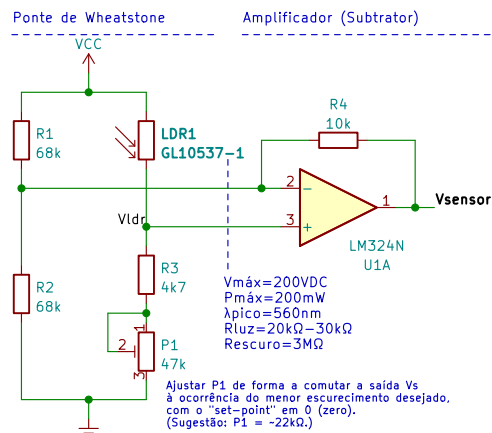 Ponte de Wheatstone
Amplificador (Subtrator)
VCC
R1
68k
LDR1
GL10537-1
R4
10k
2
3
1
Vsensor
LM324N
U1A
Vldr
R2
68k
R3
4k7
Vmáx=200VDC
Pmáx=200mW
λpico=560nm
Rluz=20kΩ-30kΩ
Rescuro=3MΩ
1
2
3
P1
47k
Ajustar P1 de forma a comutar a saída Vs
à ocorrência do menor escurecimento desejado,
com o "set-point" em 0 (zero).
(Sugestão: P1 = ~22kΩ.)